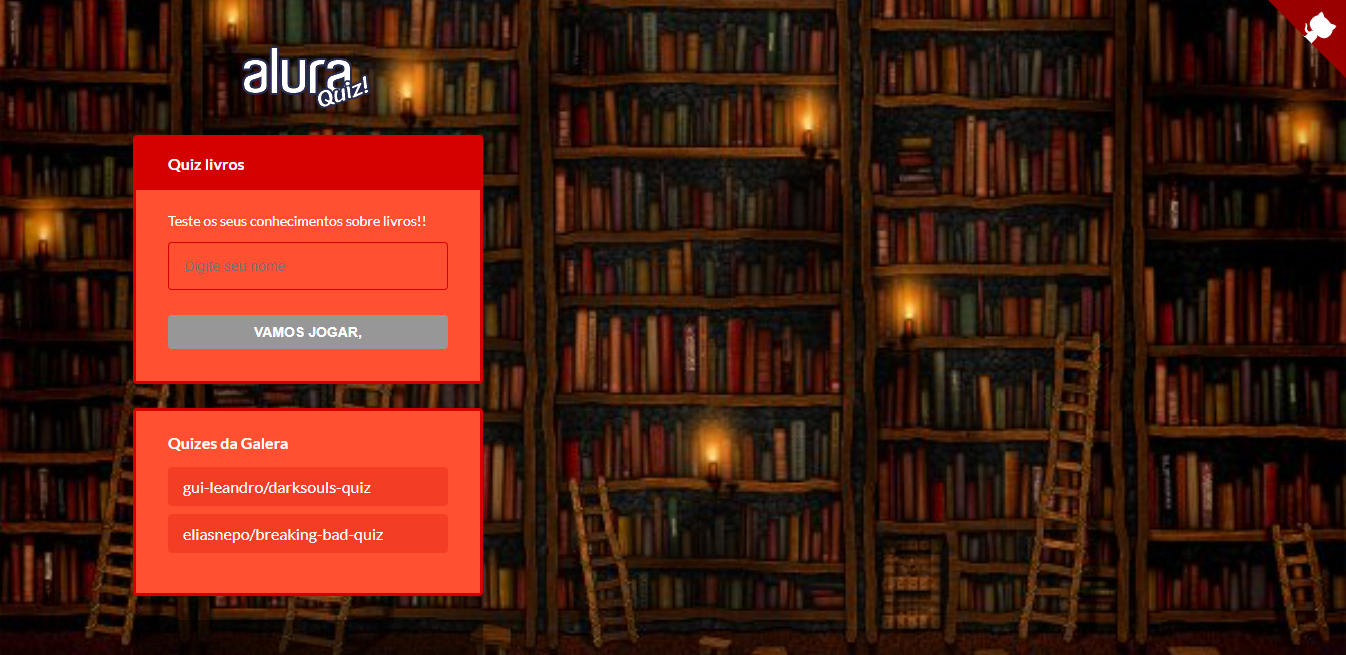 alura
Quiz!
Quiz livros
Teste os seus conhecimentos sobre livros!!
Digite seu nome
VAMOS JOGAR,
Quizes da Galera
gui-leandro/darksouls-quiz
eliasnepo/breaking-bad-quiz